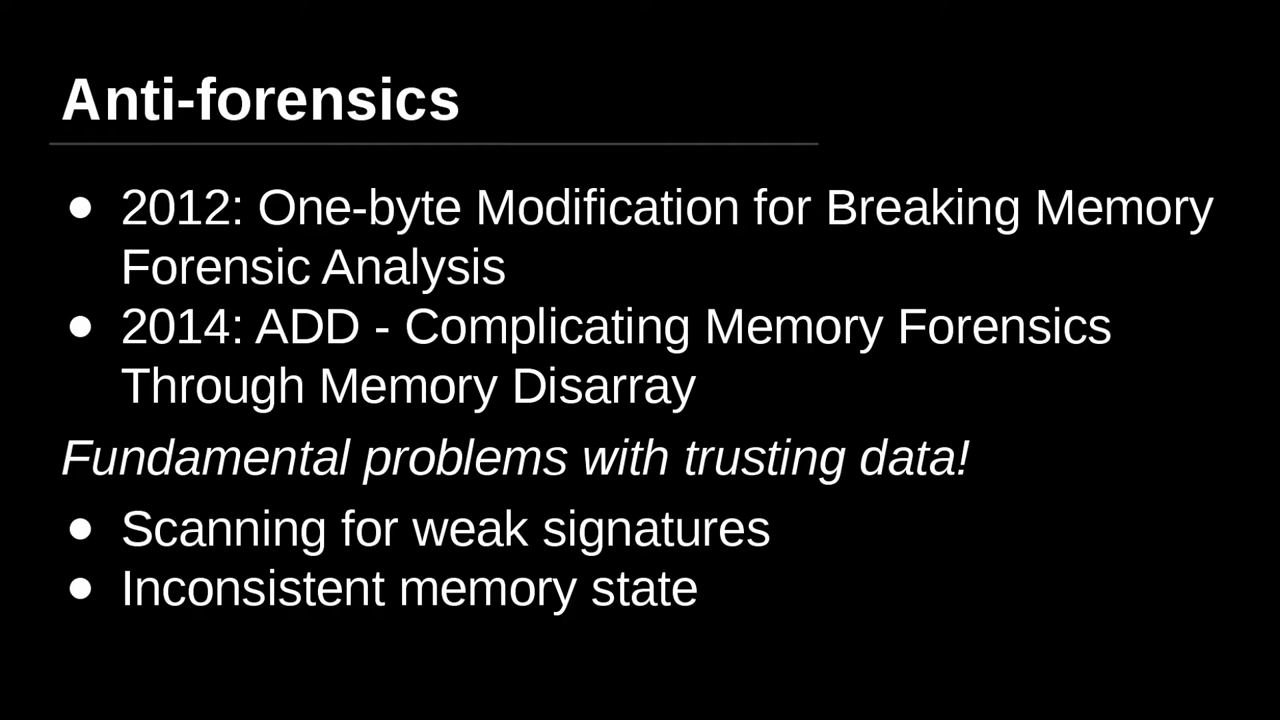 Anti-forensics
● 2012: One-byte Modification for Breaking Memory
Forensic Analysis
● 2014: ADD - Complicating Memory Forensics
Through Memory Disarray
Fundamental problems with trusting data!
● Scanning for weak signatures
● Inconsistent memory state